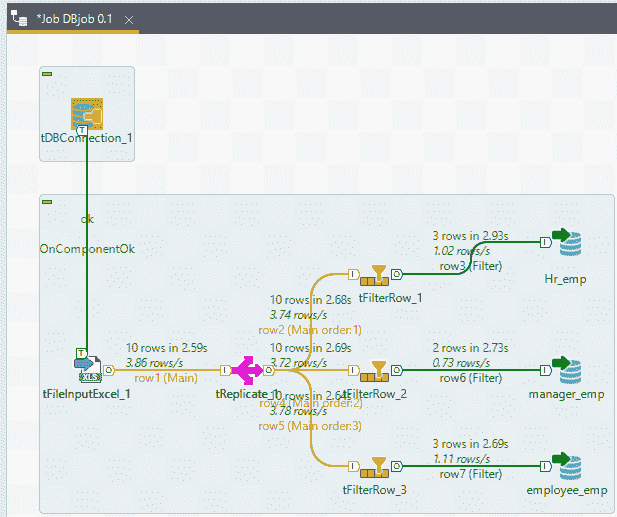 *Job DBjob 0.1
T
tDBConnection_1
ok
OnComponentOk
3 rows in 2.93s
1.02 rows/s
row3 (Filter)
I
Hr_emp
I
O
tFilterRow_1
10 rows in 2.68s
3.74 rows/s
row2 (Main order:1)
T
XLS
O
tFileInputExcel_1
10 rows in 2.59s
3.86 rows/s
row1 (Main)
I
O
tReplicate_1
10 rows in 2.69s
3.72 rows/s
row4 (Main order:2)
I
O
tFilterRow_2
2 rows in 2.73s
0.73 rows/s
row6 (Filter)
I
manager_emp
10 rows in 2.64s
3.78 rows/s
row5 (Main order:3)
I
O
tFilterRow_3
3 rows in 2.69s
1.11 rows/s
row7 (Filter)
I
employee_emp